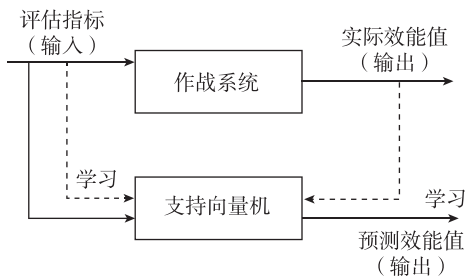 评估指标
（输入）
实际效能值
（输出）
作战系统
学习
支持向量机
学习
预测效能值
（输出）